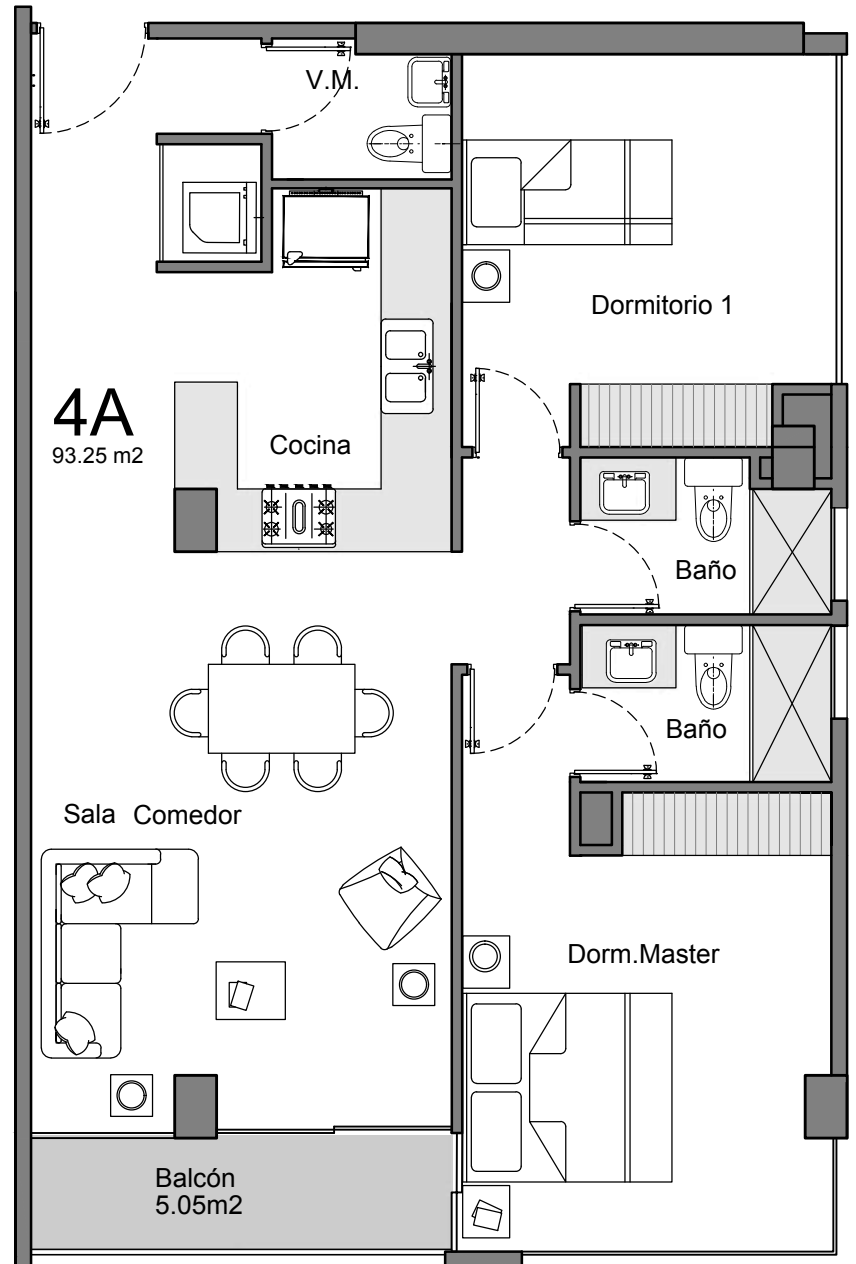 V.M.
Dormitorio 1
4A
93.25 m2
Cocina
Baño
Baño
Sala Comedor
Dorm.Master
Balcón
5.05m2